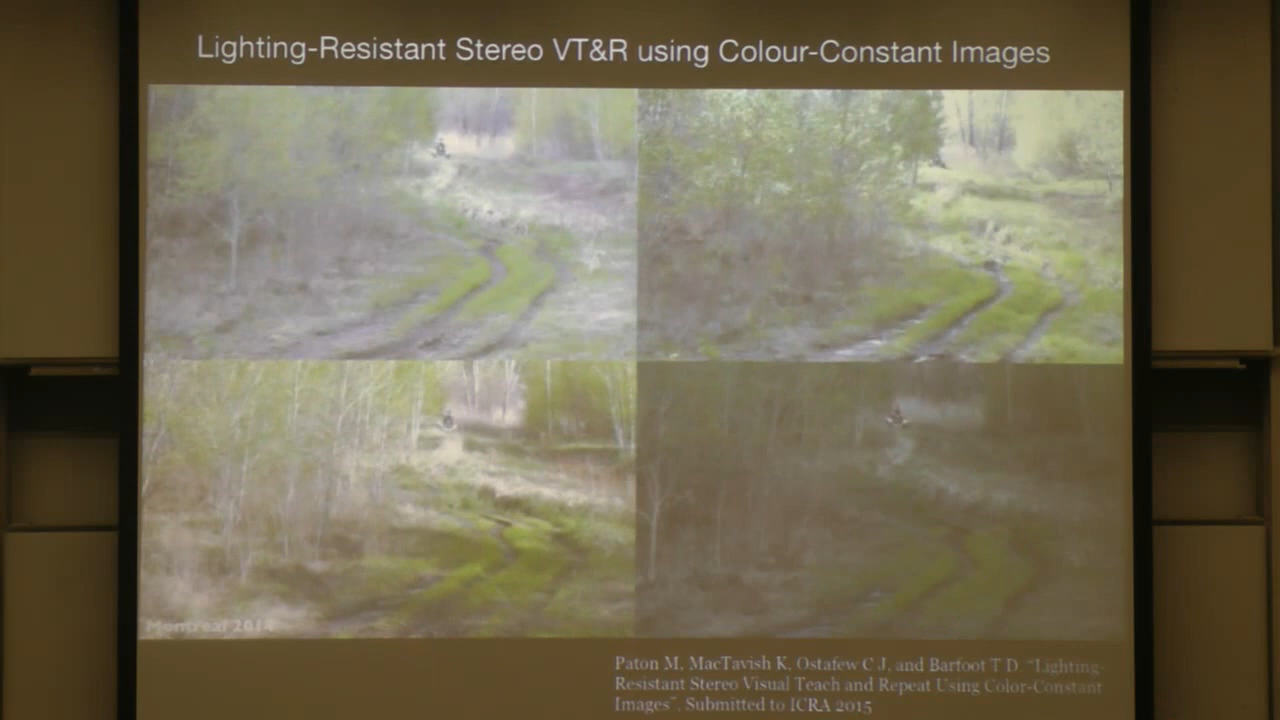 Lighting-Resistant Stereo VT&R using Colour-Constant Images
Montreal 2014
Paton M, MacTavish K, Ostafew C J, and Barfoot T D. "Lighting-
Resistant Stereo Visual Teach and Repeat Using Color-Constant
Images". Submitted to ICRA 2015